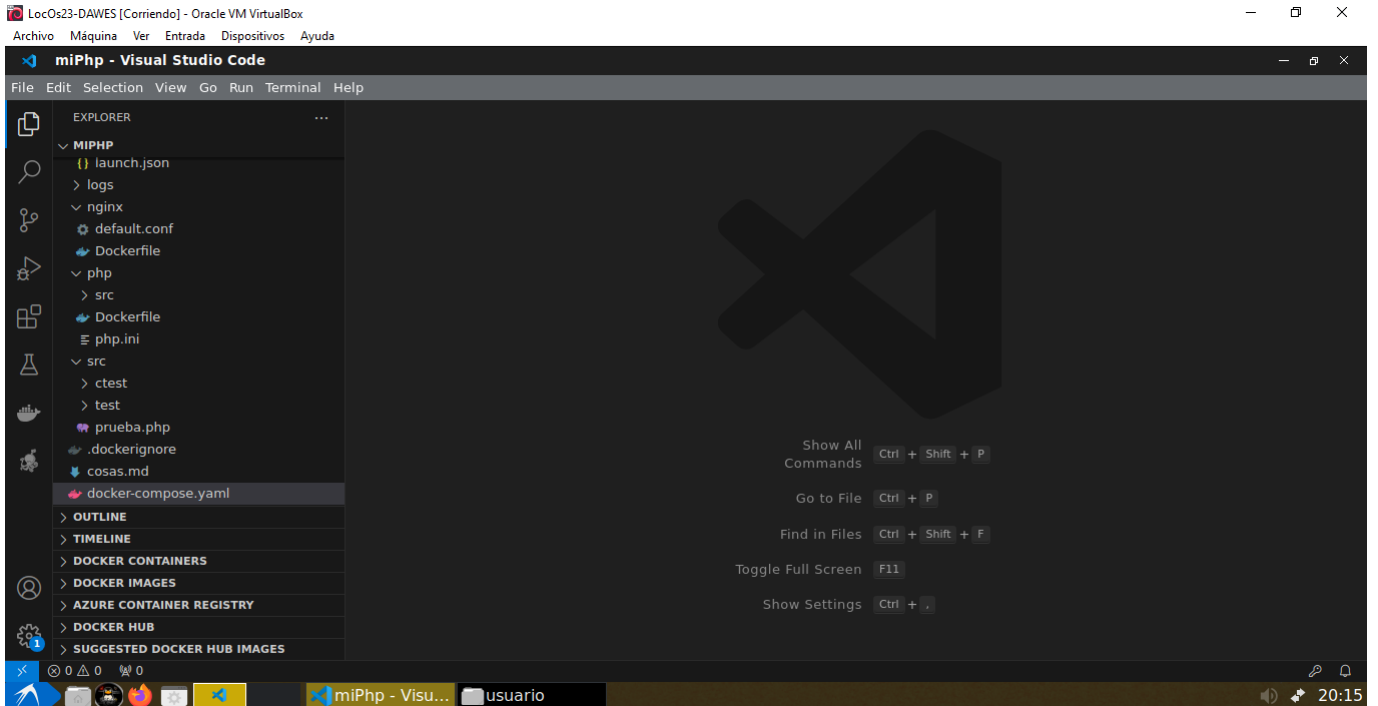 LocOs23-DAWES [Corriendo] - Oracle VM VirtualBox
Archivo Máquina Ver Entrada Dispositivos Ayuda
miPhp - Visual Studio Code
File Edit Selection View Go Run Terminal Help
EXPLORER
MIPHP
{} launch.json
logs
nginx
default.conf
Dockerfile
php
src
Dockerfile
php.ini
src
ctest
test
prueba.php
.dockerignore
cosas.md
docker-compose.yaml
OUTLINE
TIMELINE
DOCKER CONTAINERS
DOCKER IMAGES
AZURE CONTAINER REGISTRY
DOCKER HUB
SUGGESTED DOCKER HUB IMAGES
1
Show All
Commands
Ctrl + Shift + P
Go to File Ctrl + P
Find in Files Ctrl + Shift + F
Toggle Full Screen F11
Show Settings Ctrl + ,
0 0 0
miPhp - Visu... usuario 20:15